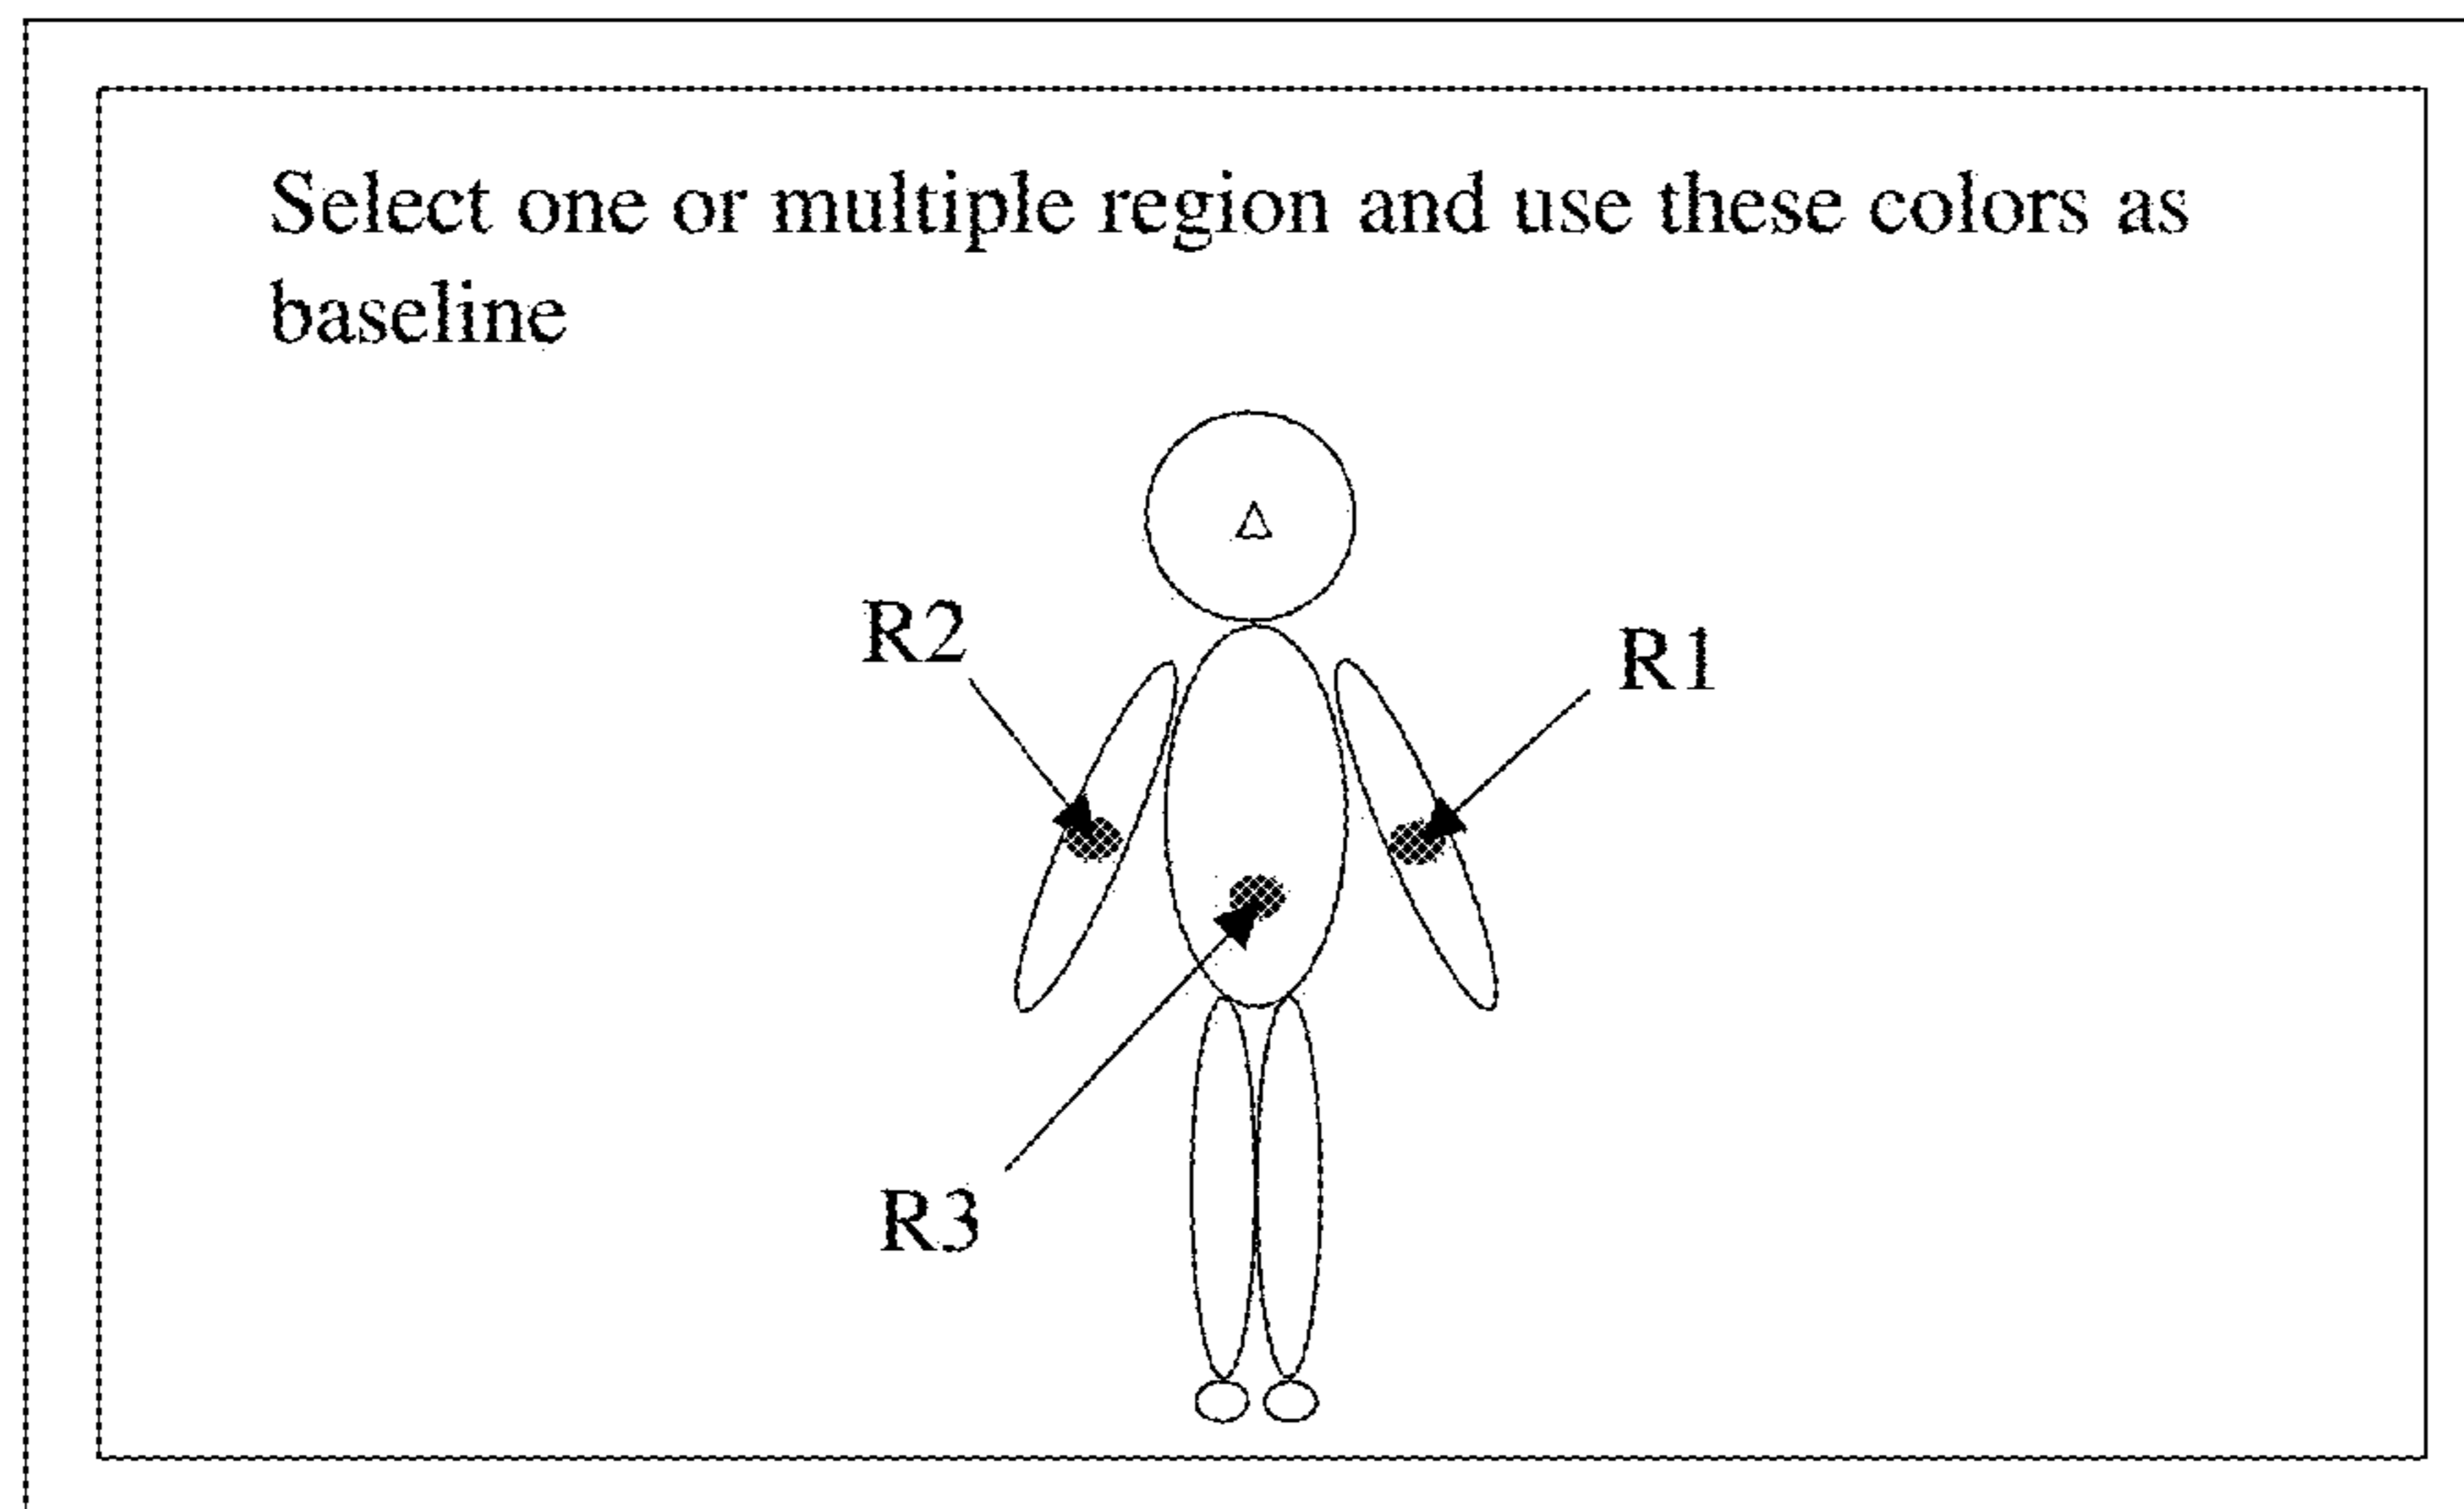 Select one or multiple region and use these colors as
baseline
R2
R1
R3